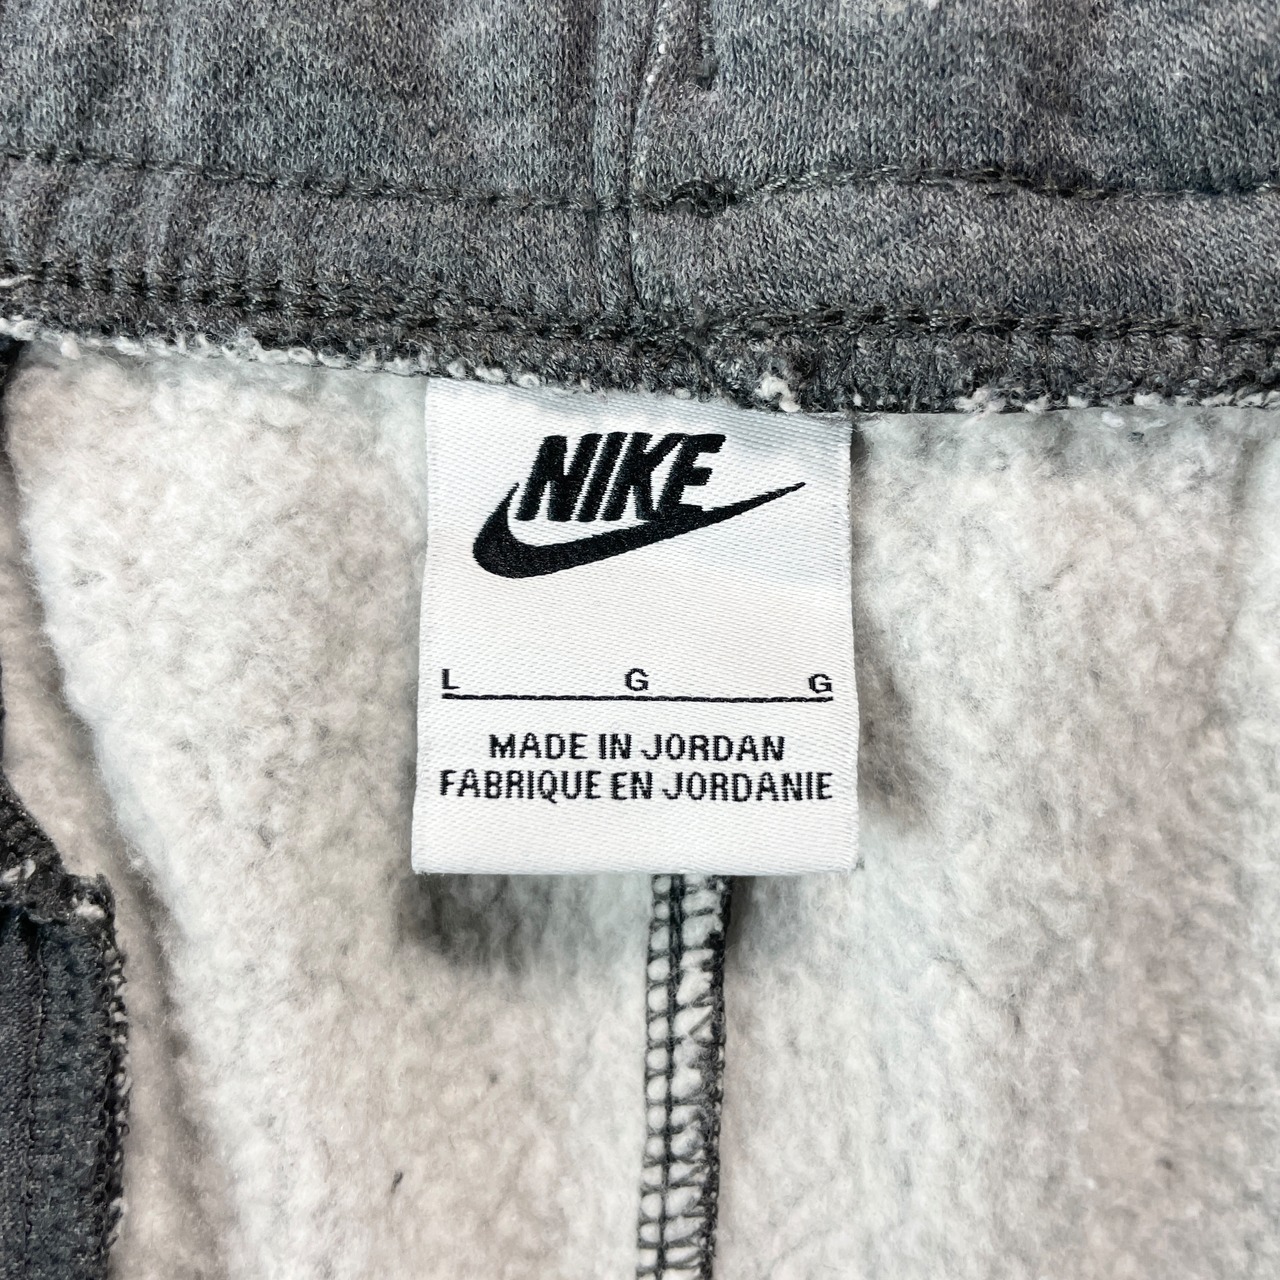 NIKE
L G G
MADE IN JORDAN
FABRIQUE EN JORDANIE